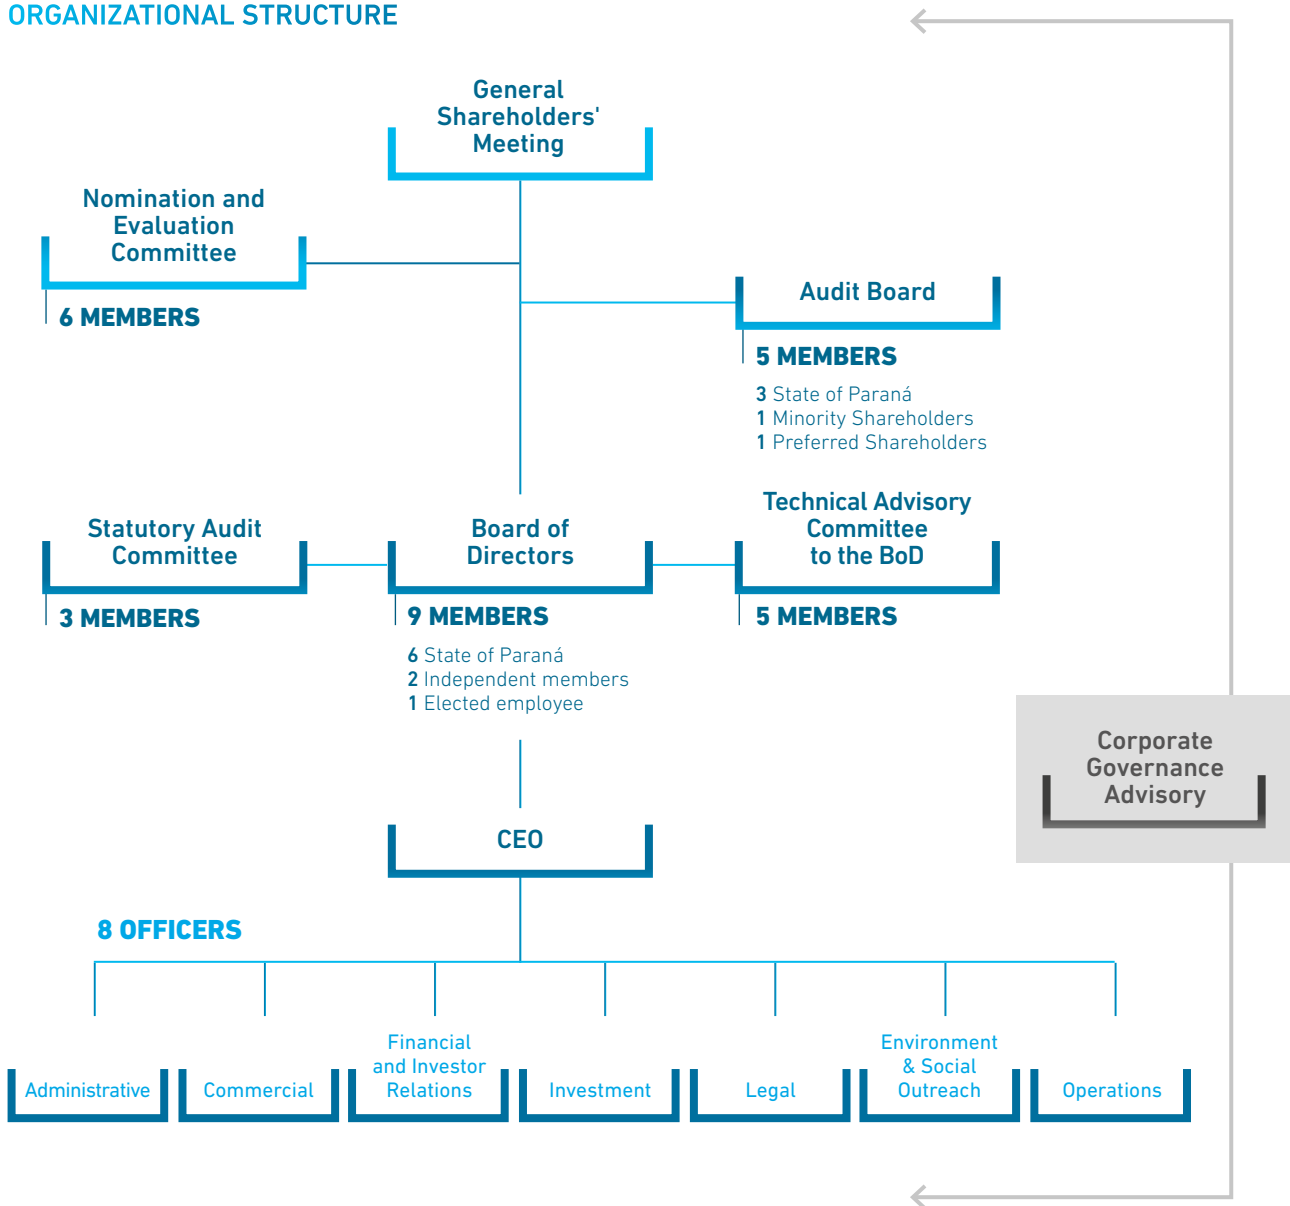 ORGANIZATIONAL STRUCTURE
General
Shareholders'
Meeting
Nomination and
Evaluation
Committee
6 MEMBERS
Audit Board
5 MEMBERS
3 State of Paraná
1 Minority Shareholders
1 Preferred Shareholders
Statutory Audit
Committee
3 MEMBERS
Board of
Directors
9 MEMBERS
6 State of Paraná
2 Independent members
1 Elected employee
Technical Advisory
Committee
to the BoD
5 MEMBERS
Corporate
Governance
Advisory
CEO
8 OFFICERS
Administrative
Commercial
Financial
and Investor
Relations
Investment
Legal
Environment
& Social
Outreach
Operations